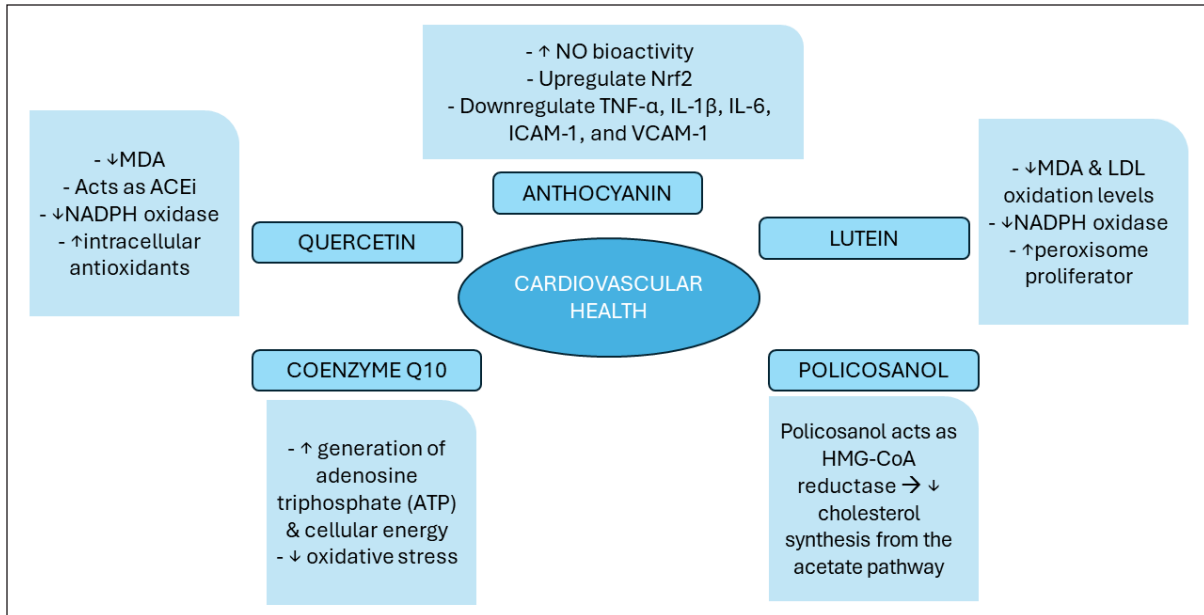 - ↑ NO bioactivity
- Upregulate Nrf2
- Downregulate TNF-α, IL-1β, IL-6,
ICAM-1, and VCAM-1
ANTHOCYANIN
- ↓MDA
- Acts as ACEi
- ↓NADPH oxidase
- ↑intracellular
antioxidants
QUERCETIN
- ↓MDA & LDL
oxidation levels
- ↓NADPH oxidase
- ↑peroxisome
proliferator
LUTEIN
CARDIOVASCULAR
HEALTH
COENZYME Q10
- ↑ generation of
adenosine
triphosphate (ATP)
& cellular energy
- ↓ oxidative stress
POLICOSANOL
Policosanol acts as
HMG-CoA
reductase → ↓
cholesterol
synthesis from the
acetate pathway